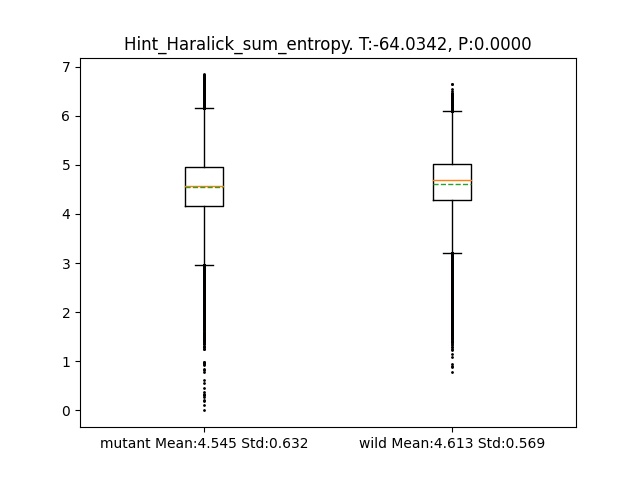 Hint_Haralick_sum_entropy. T:-64.0342, P:0.0000
7
6
5
4
3
2
1
0
mutant Mean:4.545 Std:0.632
wild Mean:4.613 Std:0.569